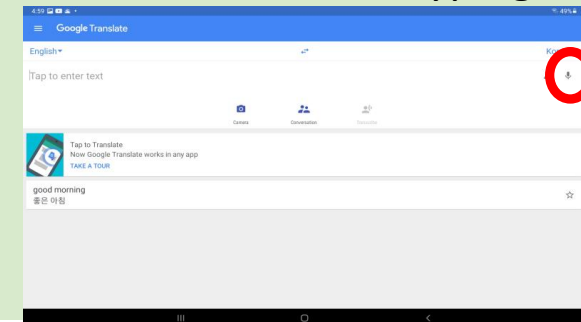 4:59
49%
Google Translate
English
Tap to enter text
Camera
Conversation
Transcribe
Tap to Translate
Now Google Translate works in any app
TAKE A TOUR
good morning
좋은 아침